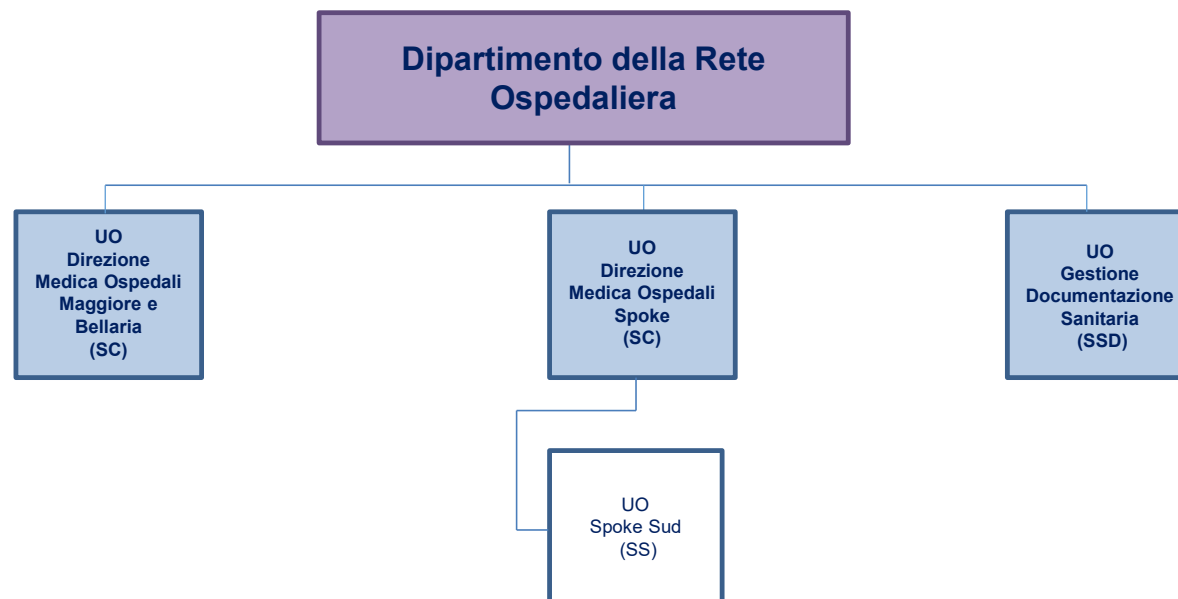 Dipartimento della Rete
Ospedaliera
UO
Direzione
Medica Ospedali
Maggiore e
Bellaria
(SC)
UO
Direzione
Medica Ospedali
Spoke
(SC)
UO
Gestione
Documentazione
Sanitaria
(SSD)
UO
Spoke Sud
(SS)